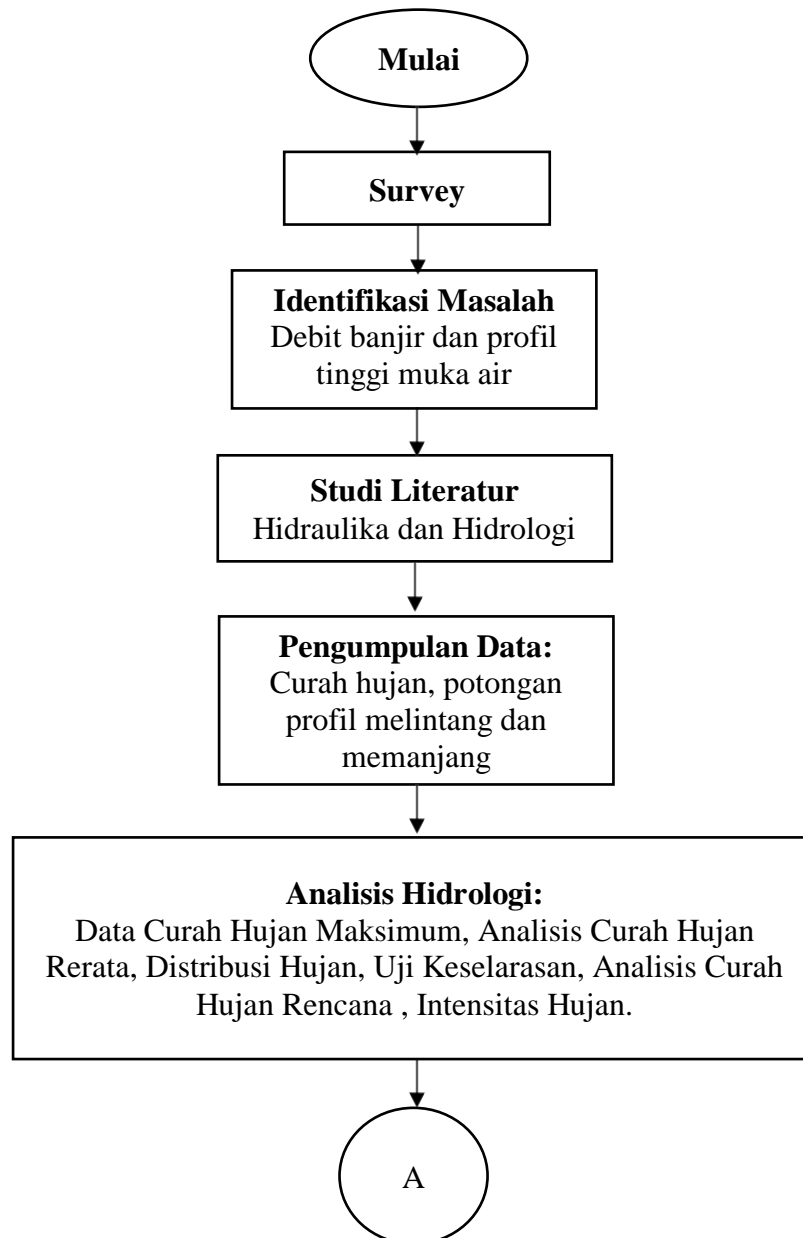 Mulai
Survey
Identifikasi Masalah
Debit banjir dan profil
tinggi muka air
Studi Literatur
Hidraulika dan Hidrologi
Pengumpulan Data:
Curah hujan, potongan
profil melintang dan
memanjang
Analisis Hidrologi:
Data Curah Hujan Maksimum, Analisis Curah Hujan
Rerata, Distribusi Hujan, Uji Keselarasan, Analisis Curah
Hujan Rencana , Intensitas Hujan.
A